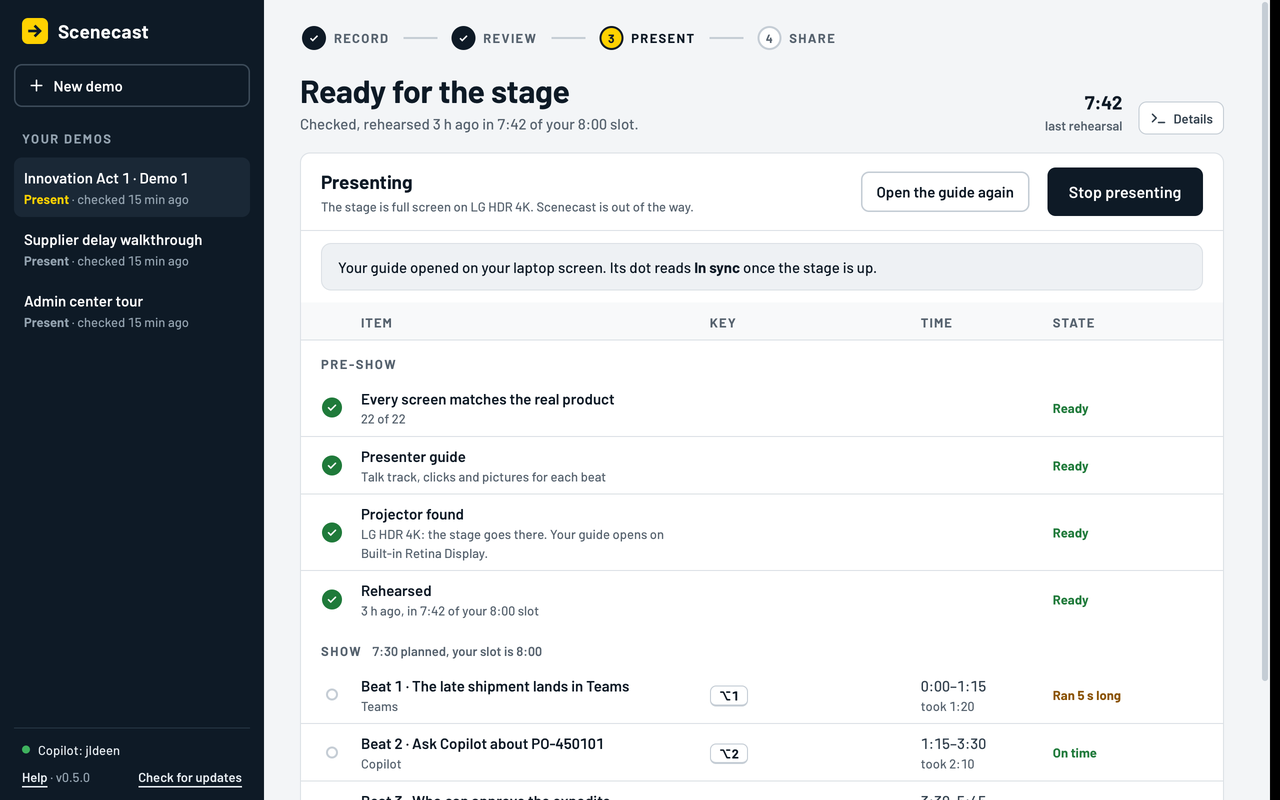 Scenecast
New demo
YOUR DEMOS
Innovation Act 1 · Demo 1
Present · checked 15 min ago
Supplier delay walkthrough
Present · checked 15 min ago
Admin center tour
Present · checked 15 min ago
Copilot: jldeen
Help · v0.5.0
Check for updates
RECORD
REVIEW
3 PRESENT
4 SHARE
Ready for the stage
Checked, rehearsed 3 h ago in 7:42 of your 8:00 slot.
7:42
last rehearsal
Details
Presenting
The stage is full screen on LG HDR 4K. Scenecast is out of the way.
Open the guide again
Stop presenting
Your guide opened on your laptop screen. Its dot reads In sync once the stage is up.
ITEM KEY TIME STATE
PRE-SHOW
Every screen matches the real product
22 of 22
Ready
Presenter guide
Talk track, clicks and pictures for each beat
Ready
Projector found
LG HDR 4K: the stage goes there. Your guide opens on
Built-in Retina Display.
Ready
Rehearsed
3 h ago, in 7:42 of your 8:00 slot
Ready
SHOW 7:30 planned, your slot is 8:00
Beat 1 · The late shipment lands in Teams
Teams
⌥1
0:00–1:15
took 1:20
Ran 5 s long
Beat 2 · Ask Copilot about PO-450101
Copilot
⌥2
1:15–3:30
took 2:10
On time
Beat 3 · Who can approve the expedite
3:30–5:45